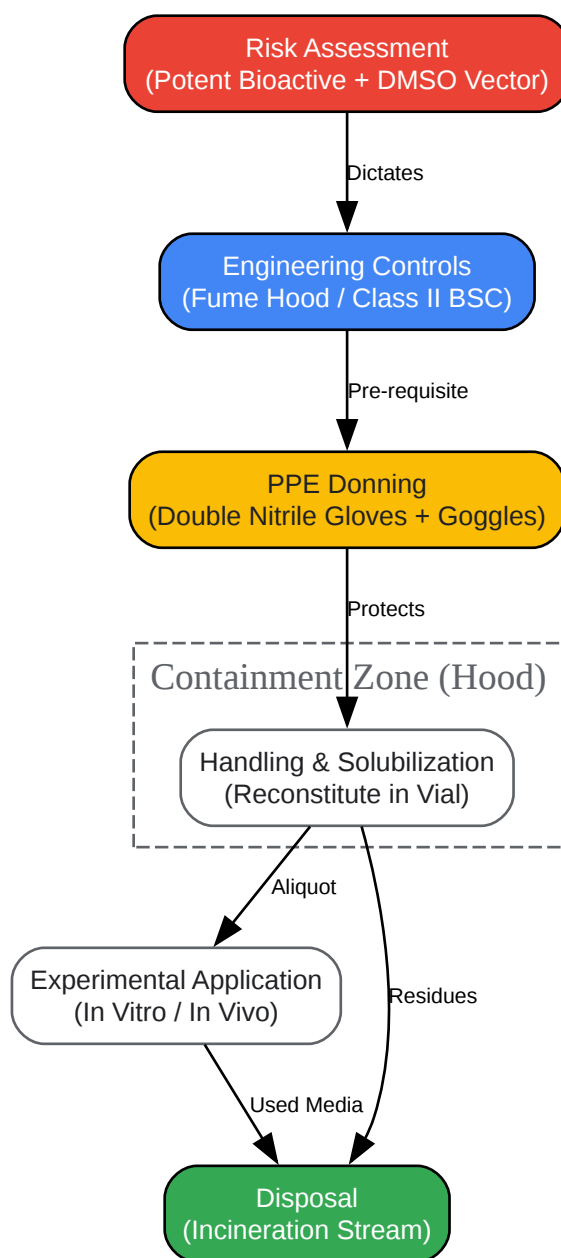 Risk Assessment
(Potent Bioactive + DMSO Vector)
Dictates
Engineering Controls
(Fume Hood / Class II BSC)
Pre-requisite
PPE Donning
(Double Nitrile Gloves + Goggles)
Protects
Containment Zone (Hood)
Handling & Solubilization
(Reconstitute in Vial)
Aliquot
Experimental Application
(In Vitro / In Vivo)
Residues
Used Media
Disposal
(Incineration Stream)